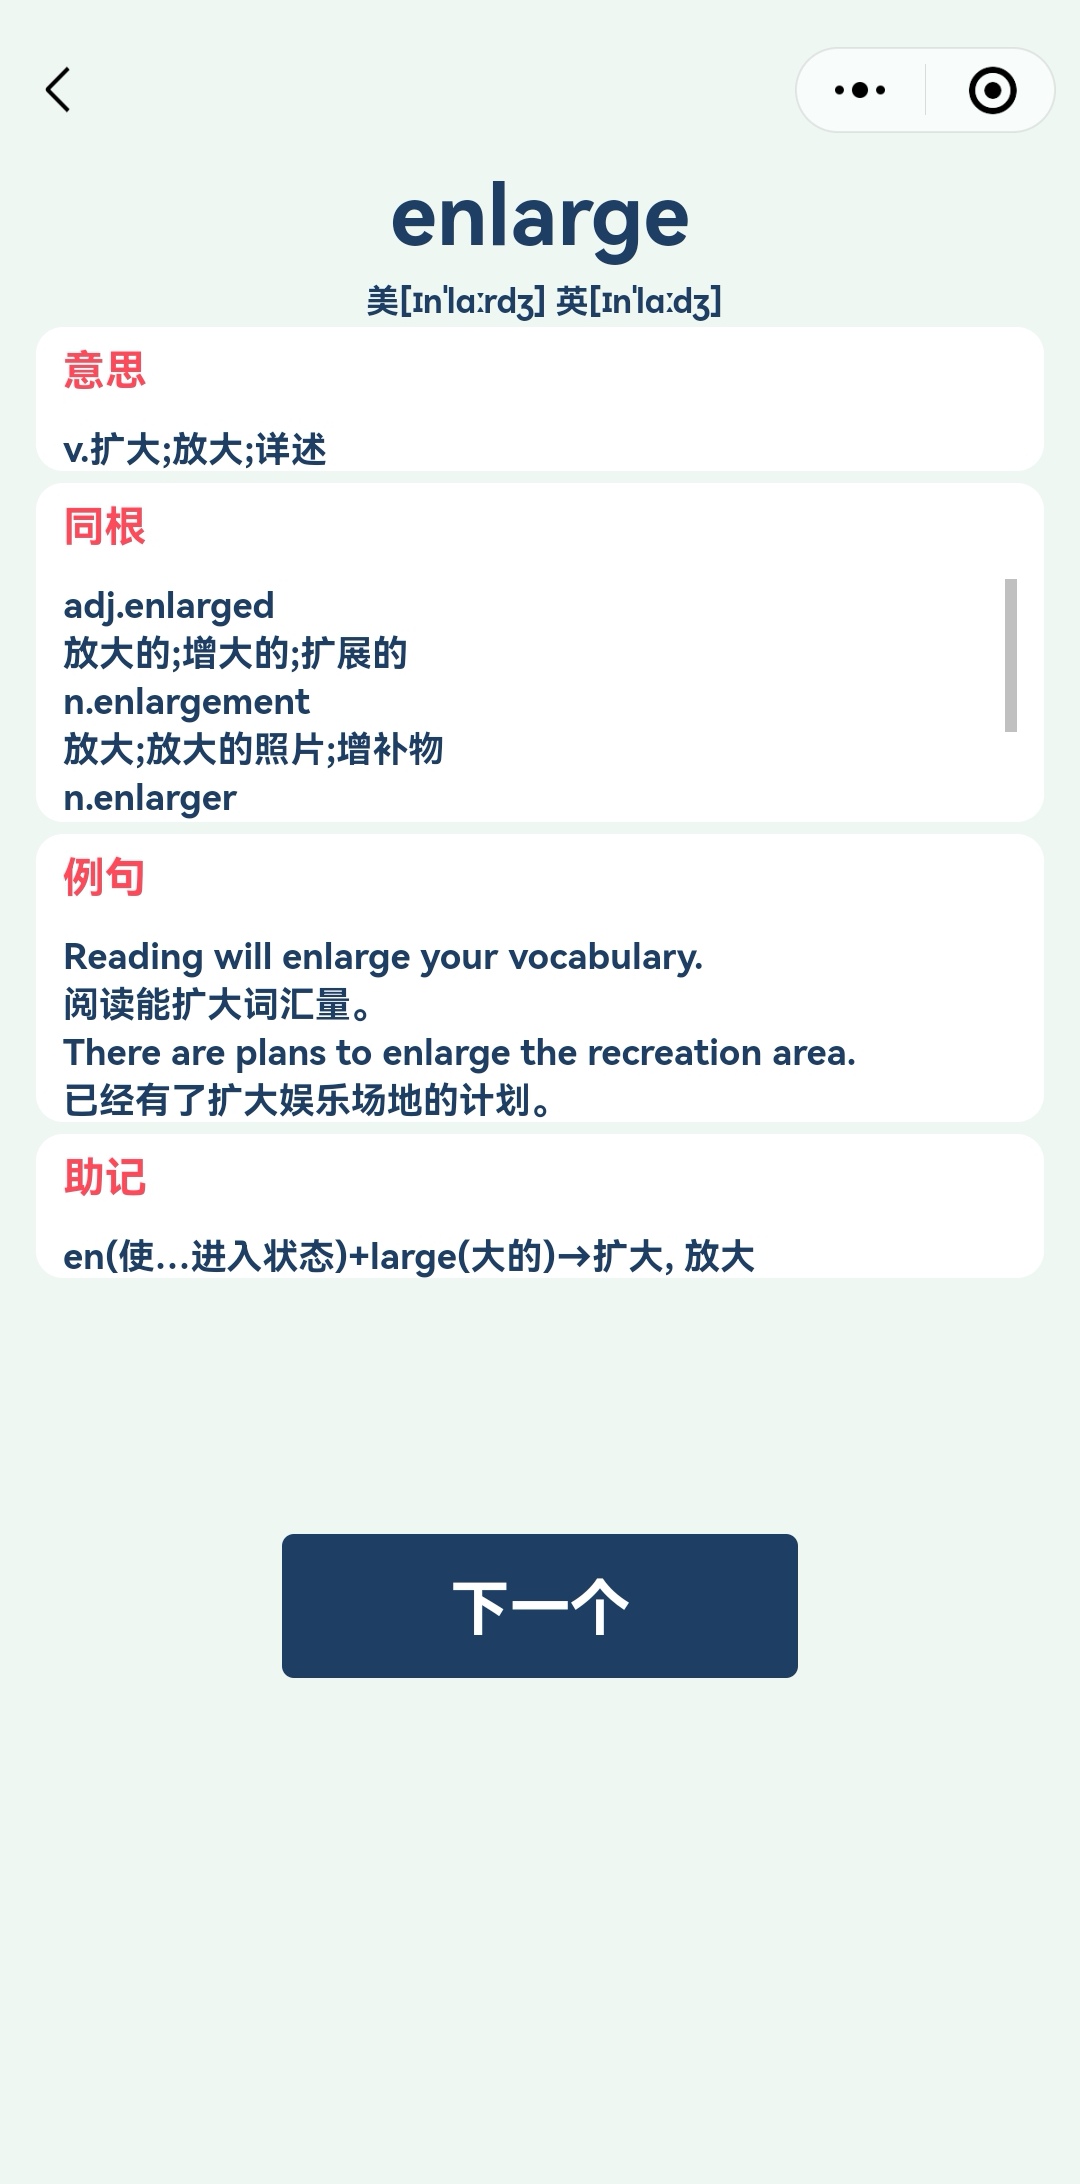 enlarge
美[ɪnˈlɑːrdʒ] 英[ɪnˈlɑːdʒ]
意思
v.扩大;放大;详述
同根
adj.enlarged
放大的;增大的;扩展的
n.enlargement
放大;放大的照片;增补物
n.enlarger
例句
Reading will enlarge your vocabulary.
阅读能扩大词汇量。
There are plans to enlarge the recreation area.
已经有了扩大娱乐场地的计划。
助记
en(使…进入状态)+large(大的)→扩大, 放大
下一个